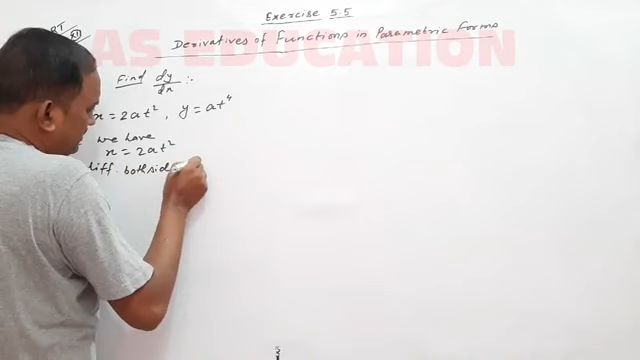 Exercise 5.5
AS EDUCATION
Derivatives of Functions in Parametric Forms
Find dy/dx :-
x = 2at², y = at⁴
we have
x = 2at²
diff. both sid